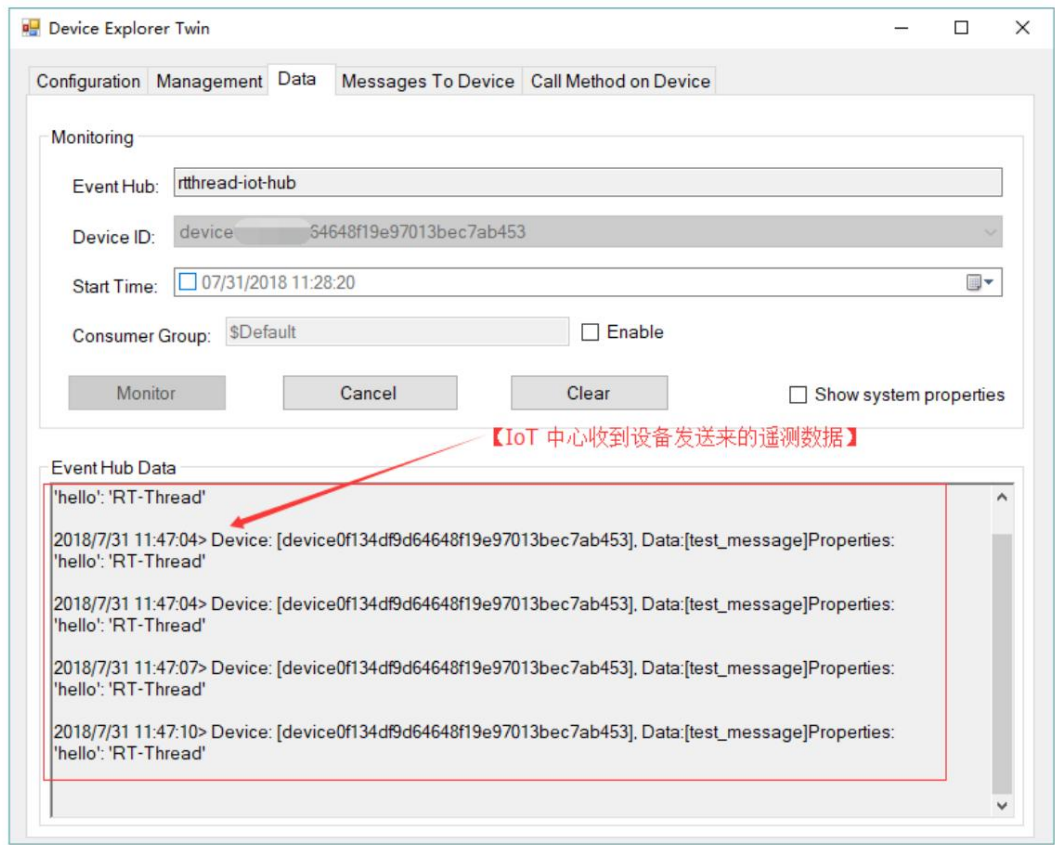 Device Explorer Twin
Configuration Management Data Messages To Device Call Method on Device
Monitoring
Event Hub: rtthread-iot-hub
Device ID: device 64648f19e97013bec7ab453
Start Time: 07/31/2018 11:28:20
Consumer Group: $Default Enable
Monitor Cancel Clear Show system properties
【IoT 中心收到设备发送来的遥测数据】
Event Hub Data
'hello': 'RT-Thread'
2018/7/31 11:47:04> Device: [device0f134df9d64648f19e97013bec7ab453], Data:[test_message]Properties:
'hello': 'RT-Thread'
2018/7/31 11:47:04> Device: [device0f134df9d64648f19e97013bec7ab453], Data:[test_message]Properties:
'hello': 'RT-Thread'
2018/7/31 11:47:07> Device: [device0f134df9d64648f19e97013bec7ab453], Data:[test_message]Properties:
'hello': 'RT-Thread'
2018/7/31 11:47:10> Device: [device0f134df9d64648f19e97013bec7ab453], Data:[test_message]Properties:
'hello': 'RT-Thread'